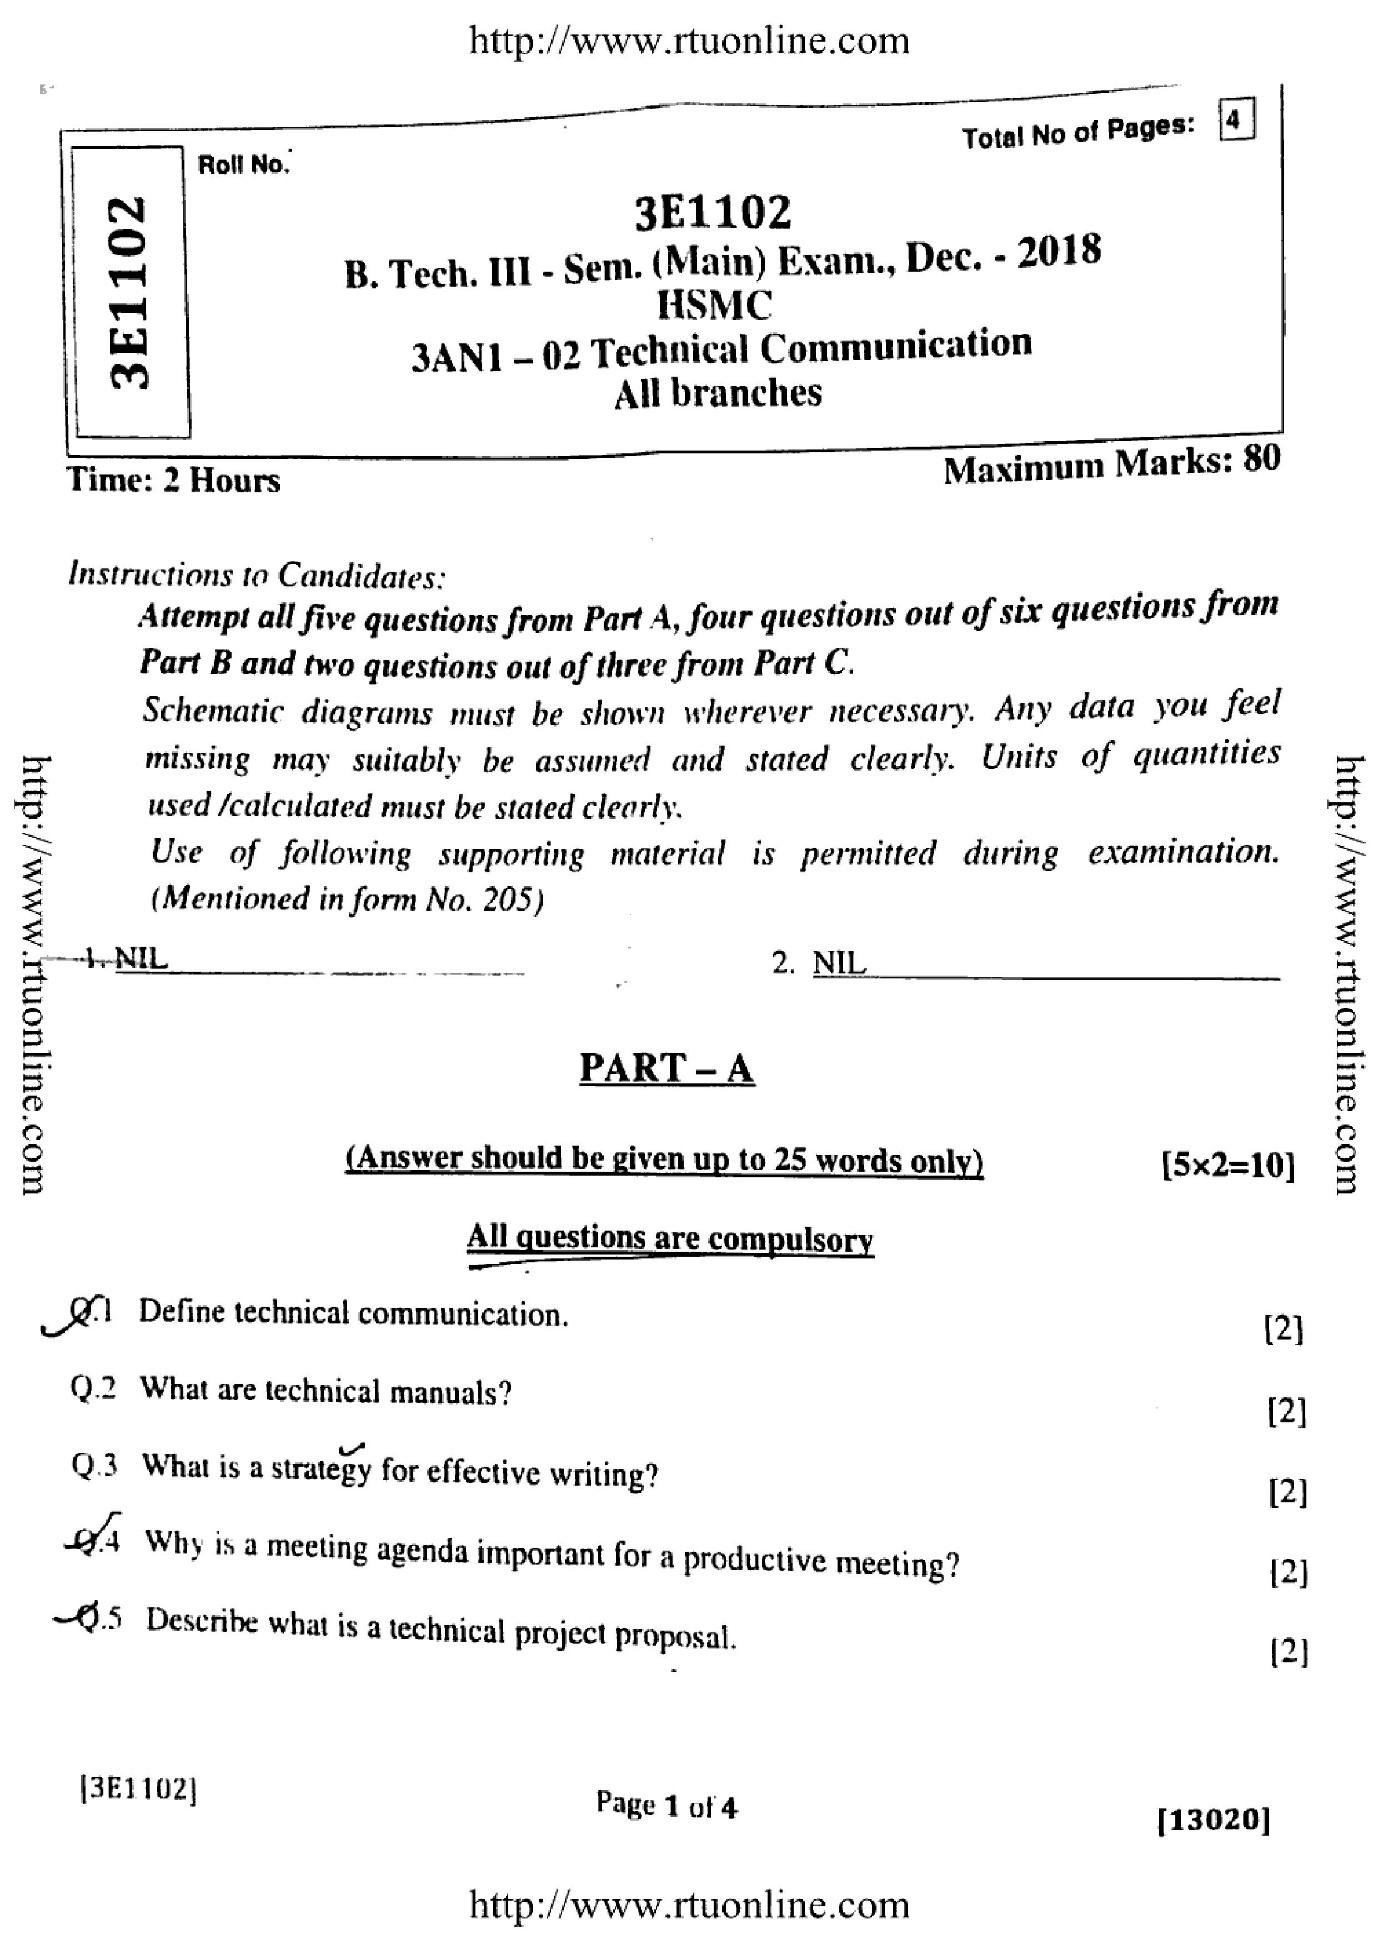 http://www.rtuonline.com
Total No of Pages: 4
Roll No.
3E1102
3E1102
B. Tech. III - Sem. (Main) Exam., Dec. - 2018
HSMC
3AN1 – 02 Technical Communication
All branches
Time: 2 Hours
Maximum Marks: 80
Instructions to Candidates:
Attempt all five questions from Part A, four questions out of six questions from
Part B and two questions out of three from Part C.
Schematic diagrams must be shown wherever necessary. Any data you feel
missing may suitably be assumed and stated clearly. Units of quantities
used /calculated must be stated clearly.
Use of following supporting material is permitted during examination.
(Mentioned in form No. 205)
1. NIL
2. NIL
http://www.rtuonline.com
http://www.rtuonline.com
PART – A
(Answer should be given up to 25 words only) [5×2=10]
All questions are compulsory
Q.1 Define technical communication. [2]
Q.2 What are technical manuals? [2]
Q.3 What is a strategy for effective writing? [2]
Q.4 Why is a meeting agenda important for a productive meeting? [2]
Q.5 Describe what is a technical project proposal. [2]
[3E1102]
Page 1 of 4
[13020]
http://www.rtuonline.com